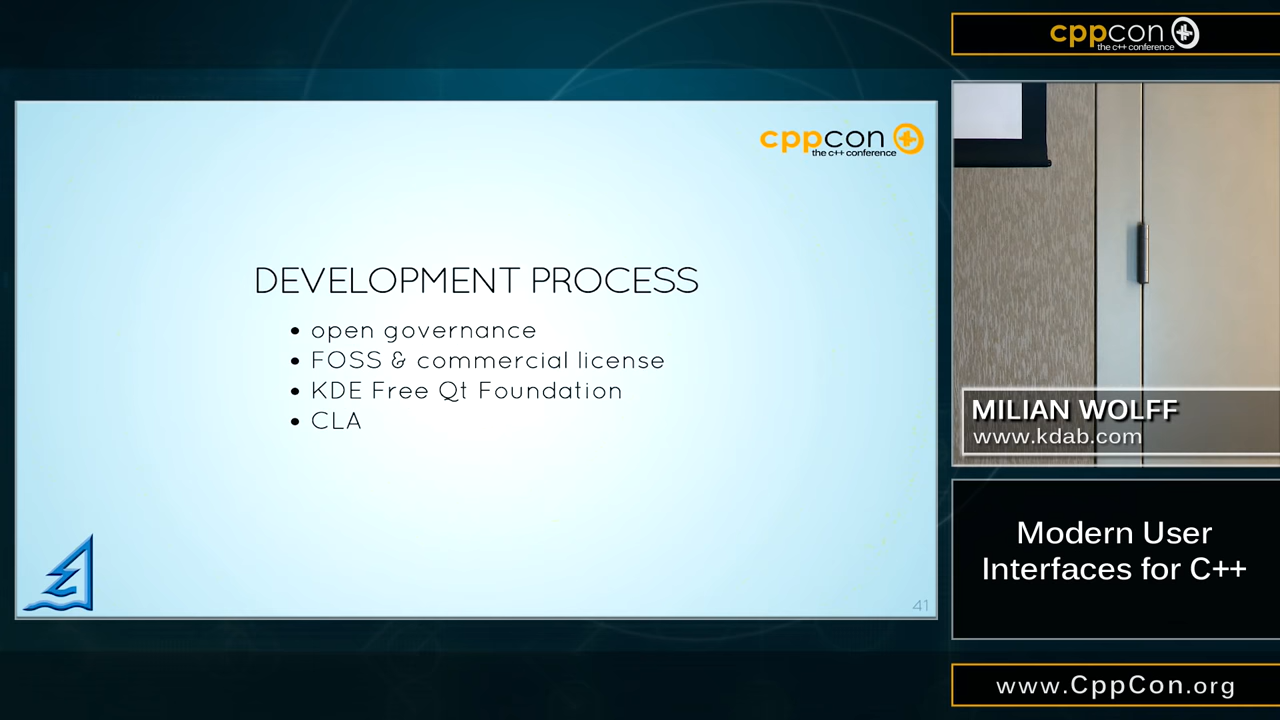 cppcon
the c++ conference
DEVELOPMENT PROCESS
• open governance
• FOSS & commercial license
• KDE Free Qt Foundation
• CLA
41
cppcon
the c++ conference
MILIAN WOLFF
www.kdab.com
Modern User
Interfaces for C++
www.CppCon.org